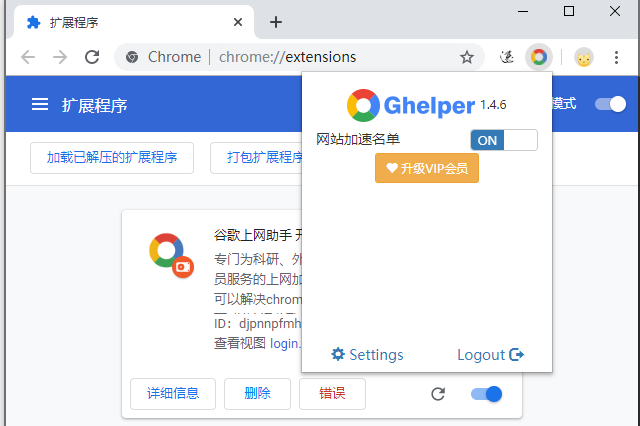 扩展程序
Chrome | chrome://extensions
扩展程序
模式
加载已解压的扩展程序
打包扩展程序
Ghelper 1.4.6
网站加速名单
ON
升级VIP会员
Settings
Logout
谷歌上网助手 开
专门为科研、外
员服务的上网加
可以解决chrom
ID：djpnnpfmh
查看视图 login.
详细信息
删除
错误